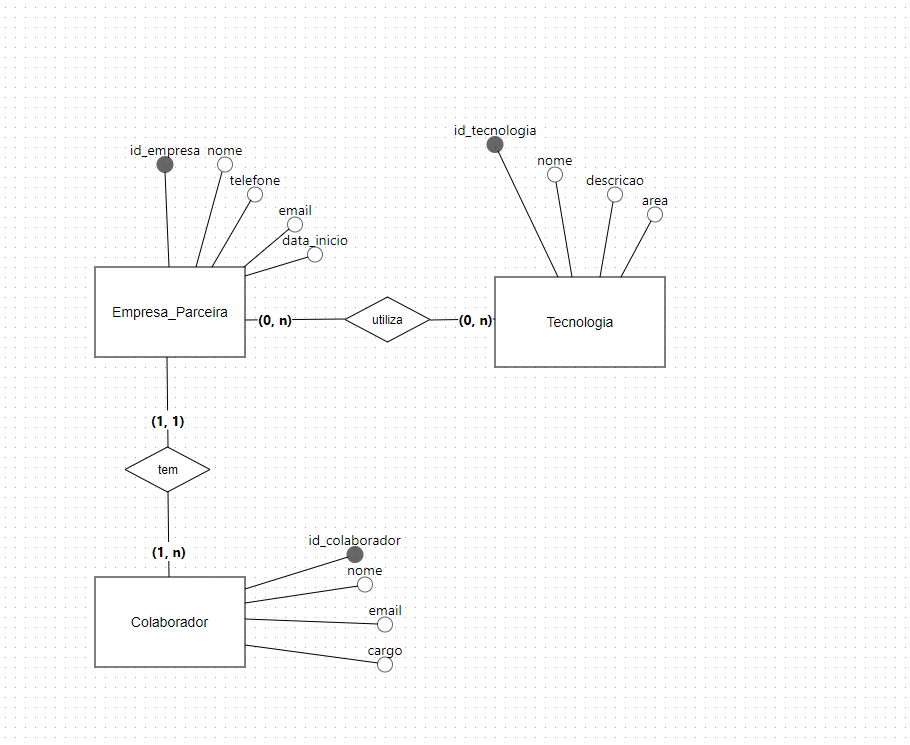 id_tecnologia
id_empresa
nome
nome
telefone
descricao
area
email
data_inicio
Empresa_Parceira
(0, n)
utiliza
(0, n)
Tecnologia
(1, 1)
tem
(1, n)
id_colaborador
nome
email
Colaborador
cargo